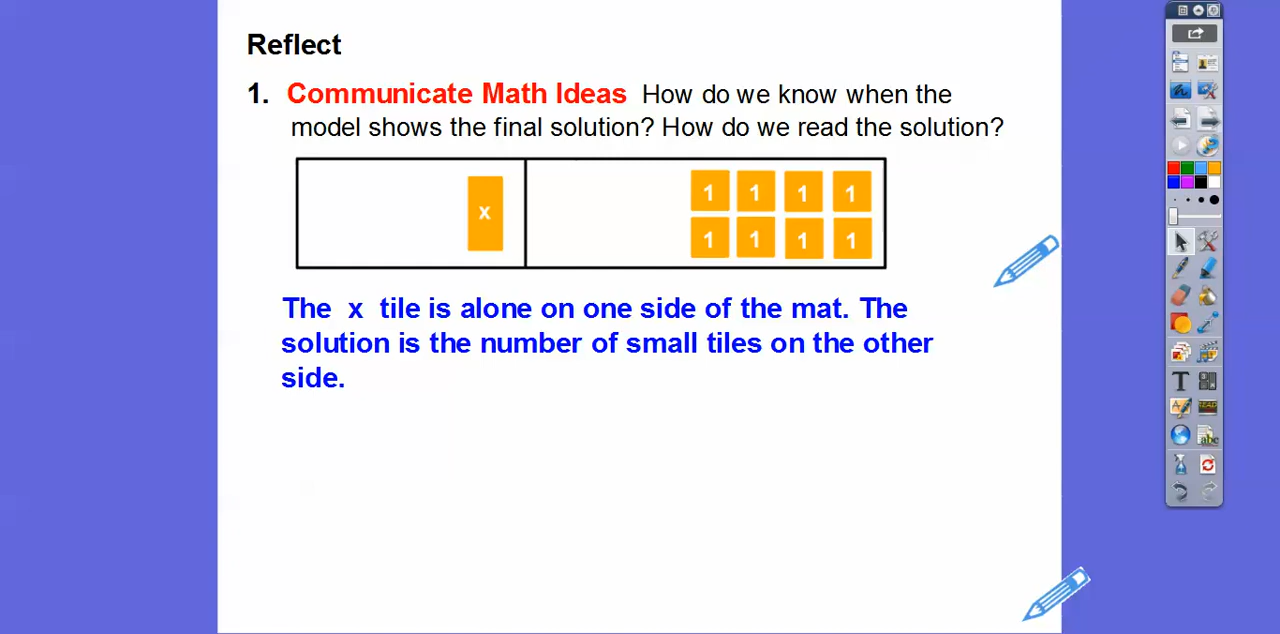 Reflect
1. Communicate Math Ideas How do we know when the
model shows the final solution? How do we read the solution?
x 1 1 1 1
1 1 1 1
The x tile is alone on one side of the mat. The
solution is the number of small tiles on the other
side.